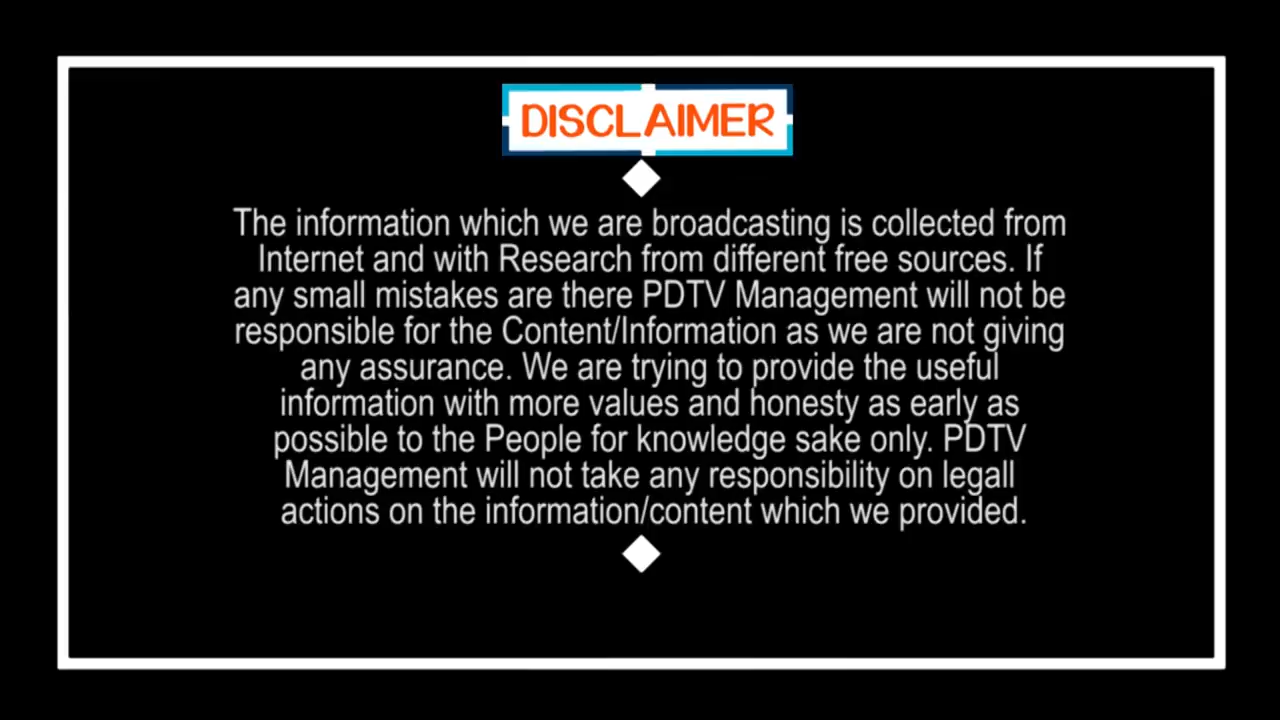 DISCLAIMER
The information which we are broadcasting is collected from
Internet and with Research from different free sources. If
any small mistakes are there PDTV Management will not be
responsible for the Content/Information as we are not giving
any assurance. We are trying to provide the useful
information with more values and honesty as early as
possible to the People for knowledge sake only. PDTV
Management will not take any responsibility on legall
actions on the information/content which we provided.